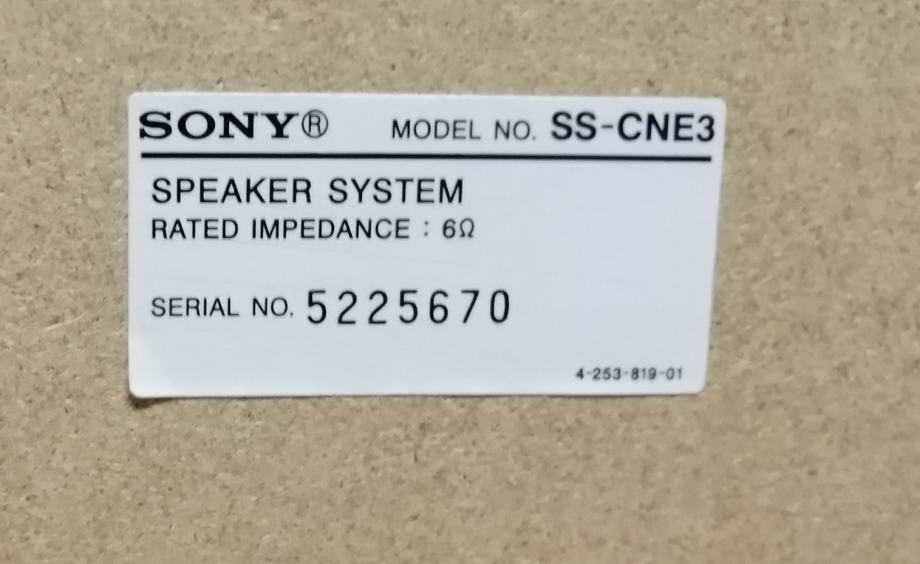 SONY® MODEL NO. SS-CNE3
SPEAKER SYSTEM
RATED IMPEDANCE : 6Ω
SERIAL NO. 5225670
4-253-819-01